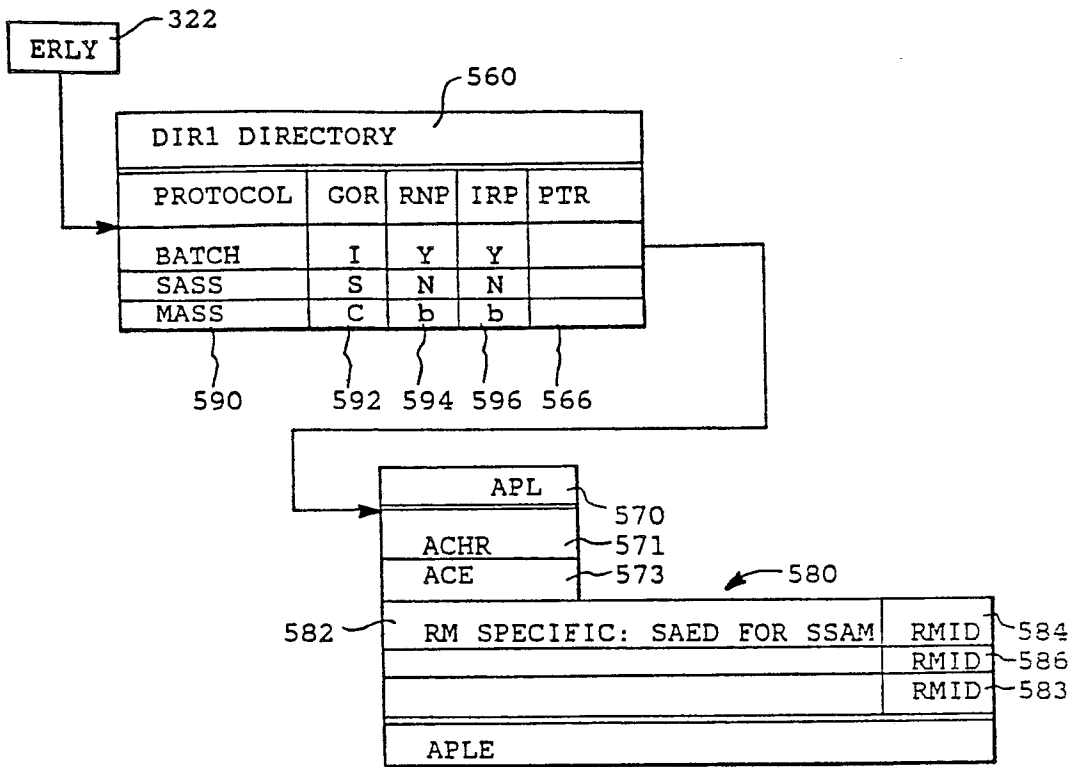 322
ERLY
560
DIR1 DIRECTORY
PROTOCOL GOR RNP IRP PTR
BATCH I Y Y
SASS S N N
MASS C b b
590 592 594 596 566
APL
570
ACHR 571
ACE 573
580
582 RM SPECIFIC: SAED FOR SSAM RMID 584
RMID 586
RMID 583
APLE